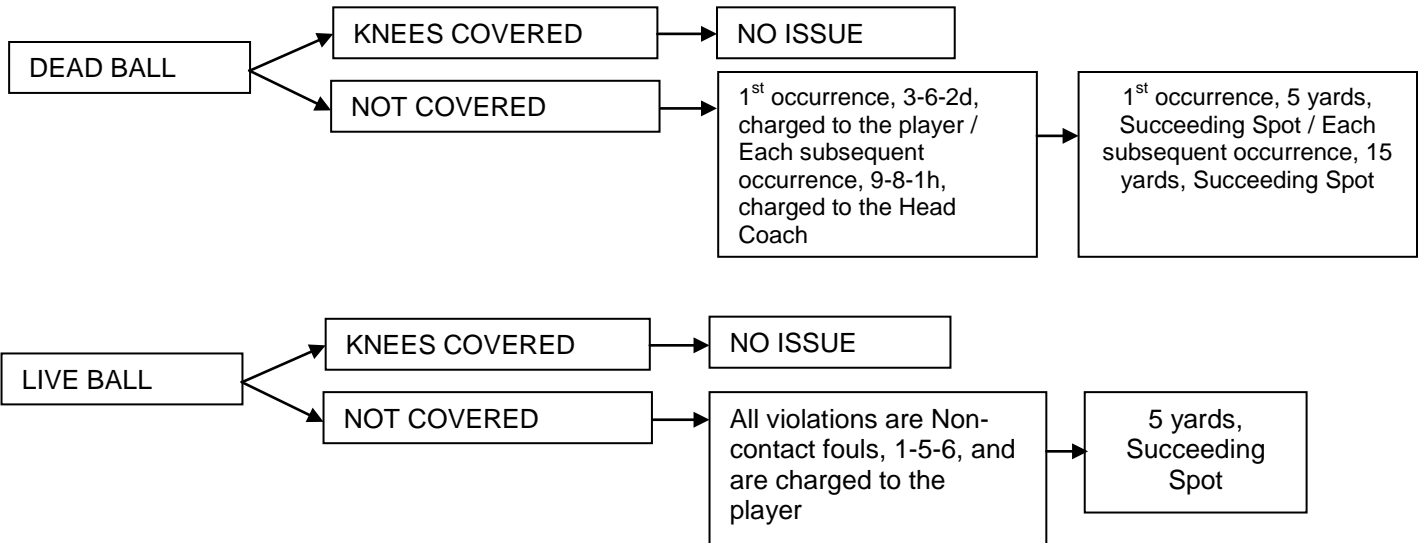 DEAD BALL
KNEES COVERED
NO ISSUE
NOT COVERED
1st occurrence, 3-6-2d,
charged to the player /
Each subsequent
occurrence, 9-8-1h,
charged to the Head
Coach
1st occurrence, 5 yards,
Succeeding Spot / Each
subsequent occurrence, 15
yards, Succeeding Spot
LIVE BALL
KNEES COVERED
NO ISSUE
NOT COVERED
All violations are Non-
contact fouls, 1-5-6, and
are charged to the
player
5 yards,
Succeeding
Spot